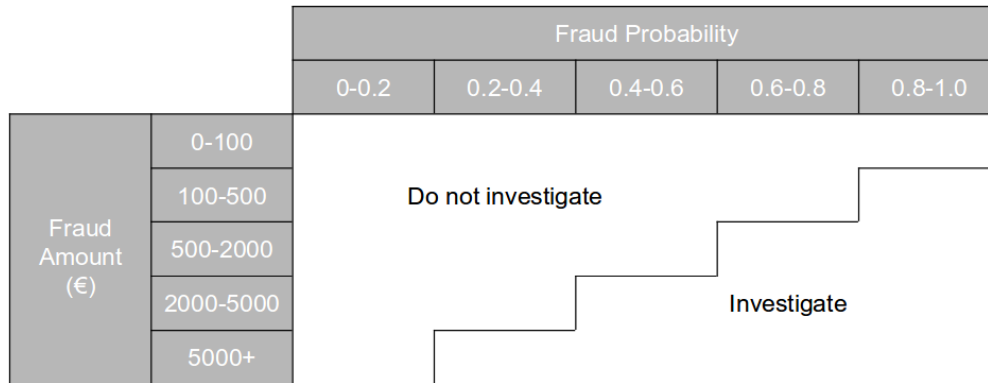 Fraud Probability
0-0.2 0.2-0.4 0.4-0.6 0.6-0.8 0.8-1.0
Fraud
Amount
(€)
0-100
100-500
500-2000
2000-5000
5000+
Do not investigate
Investigate